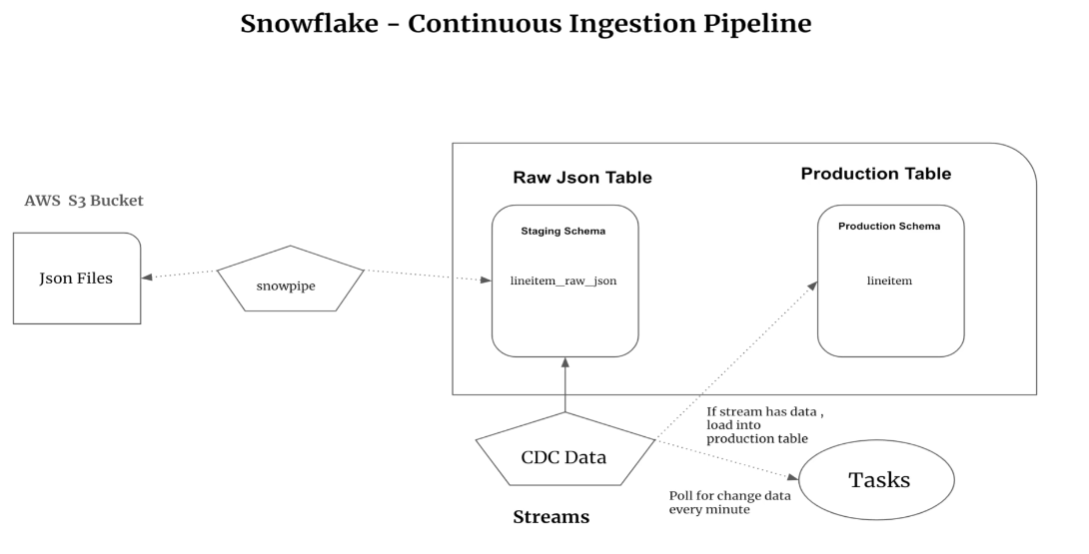 Snowflake - Continuous Ingestion Pipeline
AWS S3 Bucket
Json Files
snowpipe
Raw Json Table
Staging Schema
lineitem_raw_json
Production Table
Production Schema
lineitem
CDC Data
Streams
If stream has data ,
load into
production table
Poll for change data
every minute
Tasks